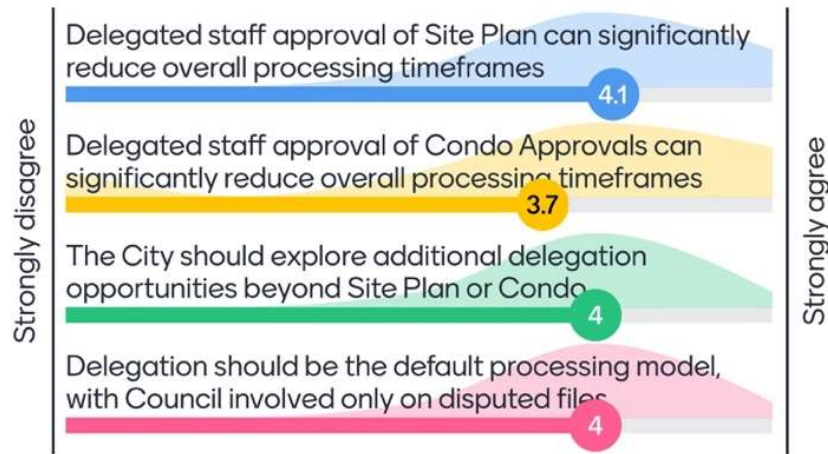 Strongly disagree
Delegated staff approval of Site Plan can significantly
reduce overall processing timeframes
4.1
Delegated staff approval of Condo Approvals can
significantly reduce overall processing timeframes
3.7
The City should explore additional delegation
opportunities beyond Site Plan or Condo
4
Delegation should be the default processing model,
with Council involved only on disputed files
4
Strongly agree